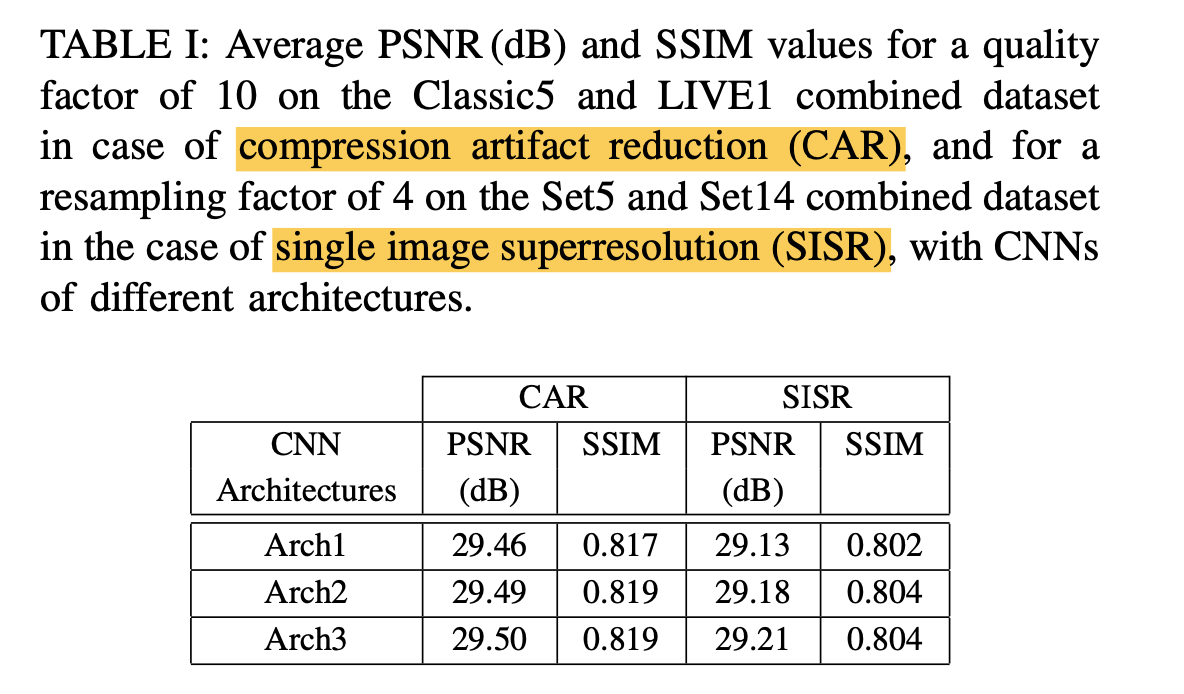 TABLE I: Average PSNR (dB) and SSIM values for a quality
factor of 10 on the Classic5 and LIVE1 combined dataset
in case of compression artifact reduction (CAR), and for a
resampling factor of 4 on the Set5 and Set14 combined dataset
in the case of single image superresolution (SISR), with CNNs
of different architectures.
CAR SISR
CNN PSNR SSIM PSNR SSIM
Architectures (dB) (dB)
Arch1 29.46 0.817 29.13 0.802
Arch2 29.49 0.819 29.18 0.804
Arch3 29.50 0.819 29.21 0.804